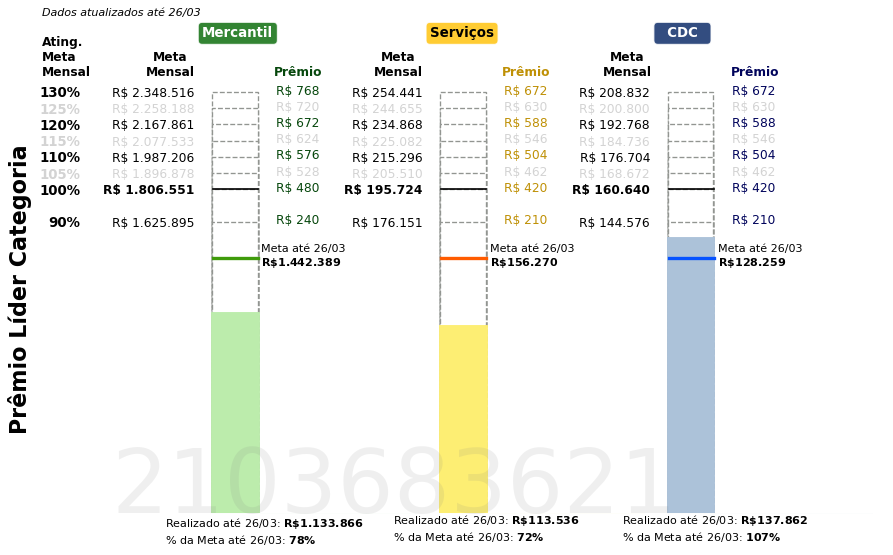 Dados atualizados até 26/03
Mercantil Serviços CDC
Ating.
Meta
Mensal
Meta
Mensal Prêmio Meta
Mensal Prêmio Meta
Mensal Prêmio
130% R$ 2.348.516 R$ 768 R$ 254.441 R$ 672 R$ 208.832 R$ 672
125% R$ 2.258.188 R$ 720 R$ 244.655 R$ 630 R$ 200.800 R$ 630
120% R$ 2.167.861 R$ 672 R$ 234.868 R$ 588 R$ 192.768 R$ 588
115% R$ 2.077.533 R$ 624 R$ 225.082 R$ 546 R$ 184.736 R$ 546
110% R$ 1.987.206 R$ 576 R$ 215.296 R$ 504 R$ 176.704 R$ 504
105% R$ 1.896.878 R$ 528 R$ 205.510 R$ 462 R$ 168.672 R$ 462
100% R$ 1.806.551 R$ 480 R$ 195.724 R$ 420 R$ 160.640 R$ 420
90% R$ 1.625.895 R$ 240 R$ 176.151 R$ 210 R$ 144.576 R$ 210
Meta até 26/03 Meta até 26/03 Meta até 26/03
R$1.442.389 R$156.270 R$128.259
Prêmio Líder Categoria
2103683621
Realizado até 26/03: R$1.133.866 Realizado até 26/03: R$113.536 Realizado até 26/03: R$137.862
% da Meta até 26/03: 78% % da Meta até 26/03: 72% % da Meta até 26/03: 107%